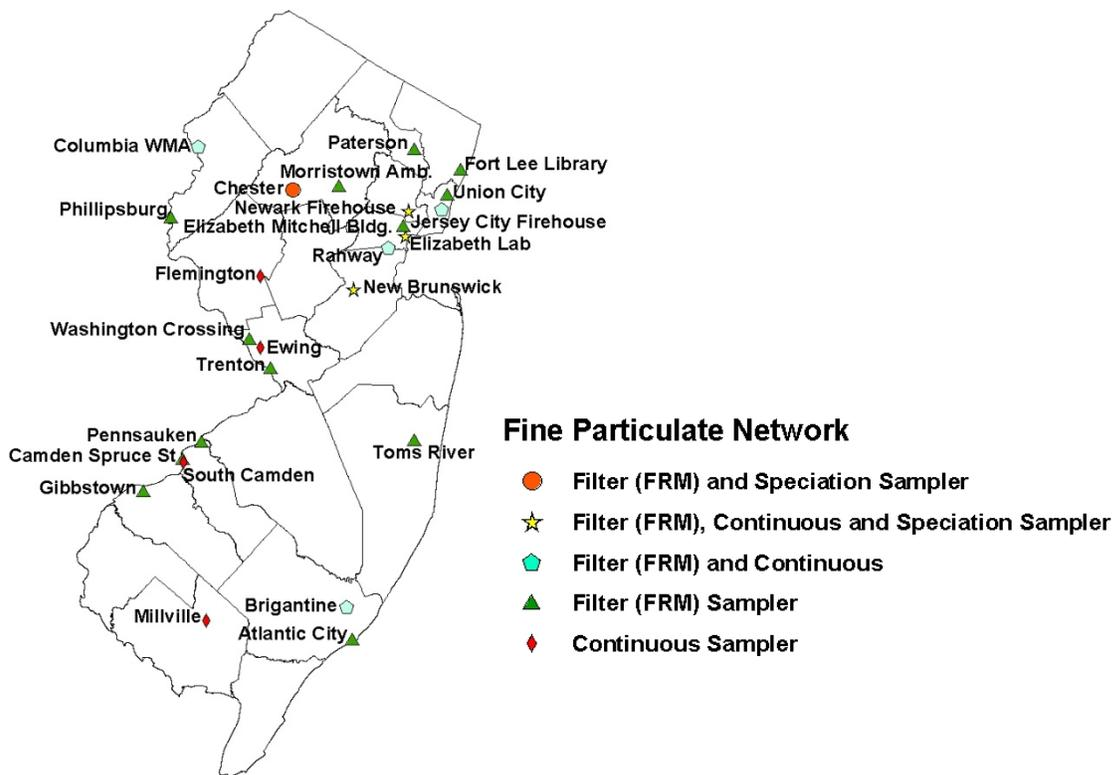 Columbia WMA
Paterson
Fort Lee Library
Morristown Amb.
Chester
Union City
Phillipsburg
Newark Firehouse
Jersey City Firehouse
Elizabeth Mitchell Bldg.
Elizabeth Lab
Rahway
Flemington
New Brunswick
Washington Crossing
Ewing
Trenton
Pennsauken
Camden Spruce St
South Camden
Gibbstown
Toms River
Fine Particulate Network
Filter (FRM) and Speciation Sampler
Filter (FRM), Continuous and Speciation Sampler
Filter (FRM) and Continuous
Filter (FRM) Sampler
Continuous Sampler
Brigantine
Millville
Atlantic City